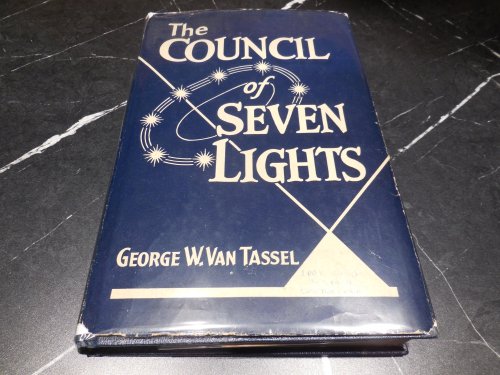 The
COUNCIL
of
SEVEN
LIGHTS
GEORGE W. VAN TASSEL